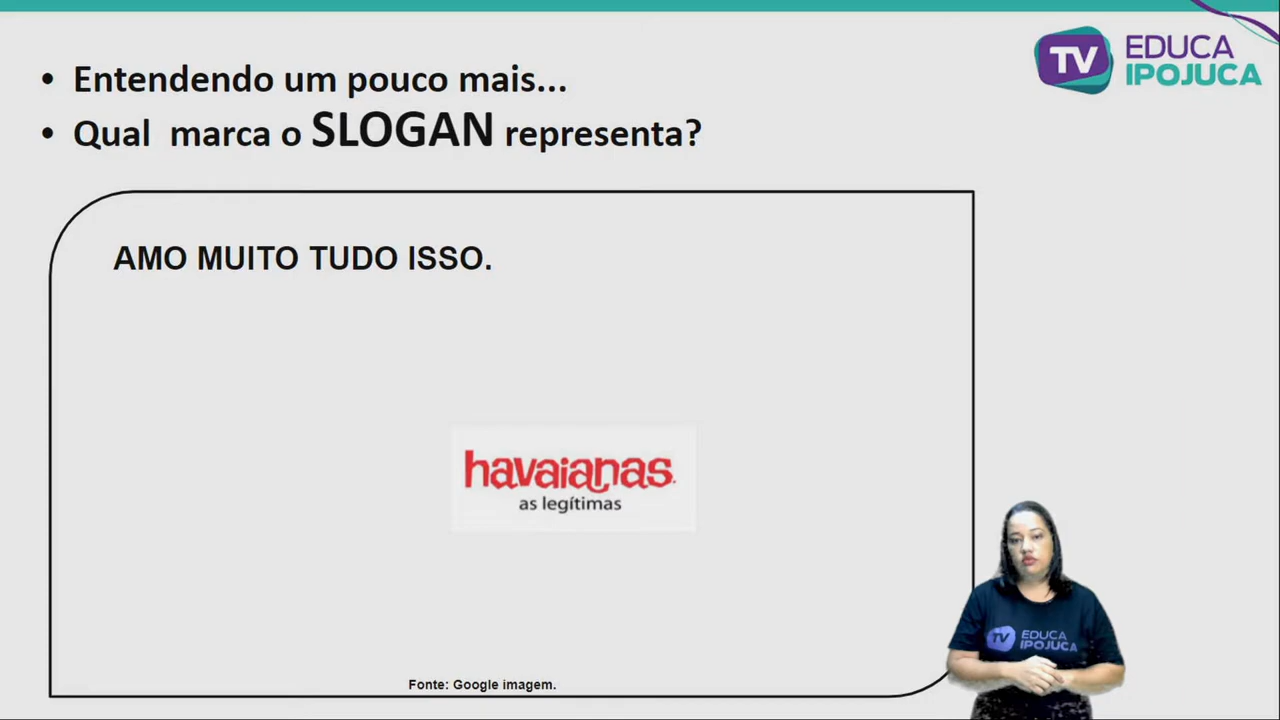 • Entendendo um pouco mais...
• Qual marca o SLOGAN representa?
TV EDUCA
IPOJUCA
AMO MUITO TUDO ISSO.
havaianas.
as legítimas
TV EDUCA
IPOJUCA
Fonte: Google imagem.